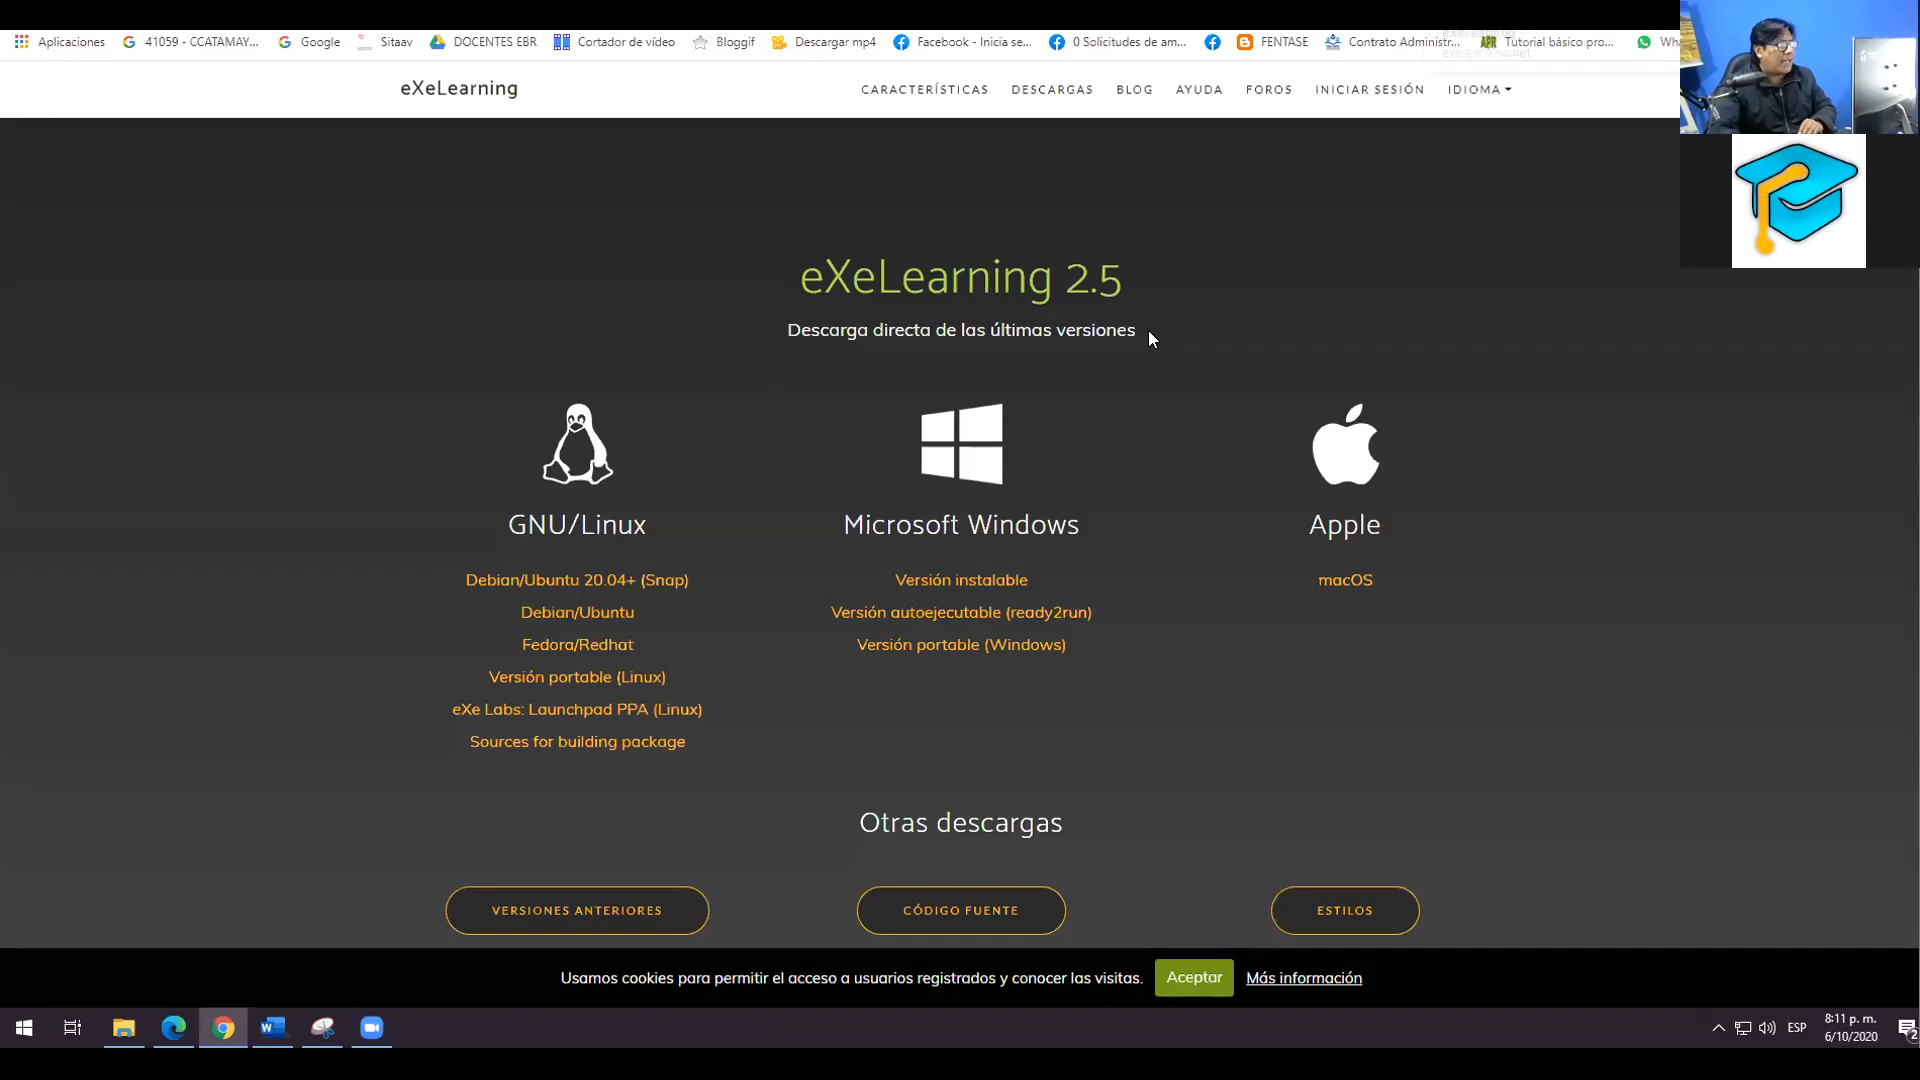 Aplicaciones 41059 - CCATAMAY... Google Sitaav DOCENTES EBR Cortador de vídeo Bloggif Descargar mp4 Facebook - Inicia se... 0 Solicitudes de am... FENTASE Contrato Administr... Tutorial básico pro... Wh
eXeLearning
CARACTERÍSTICAS DESCARGAS BLOG AYUDA FOROS INICIAR SESIÓN IDIOMA
eXeLearning 2.5
Descarga directa de las últimas versiones
GNU/Linux
Debian/Ubuntu 20.04+ (Snap)
Debian/Ubuntu
Fedora/Redhat
Versión portable (Linux)
eXe Labs: Launchpad PPA (Linux)
Sources for building package
Microsoft Windows
Versión instalable
Versión autoejecutable (ready2run)
Versión portable (Windows)
Apple
macOS
Otras descargas
VERSIONES ANTERIORES CÓDIGO FUENTE ESTILOS
Usamos cookies para permitir el acceso a usuarios registrados y conocer las visitas. Aceptar Más información
ESP
8:11 p. m.
6/10/2020
2